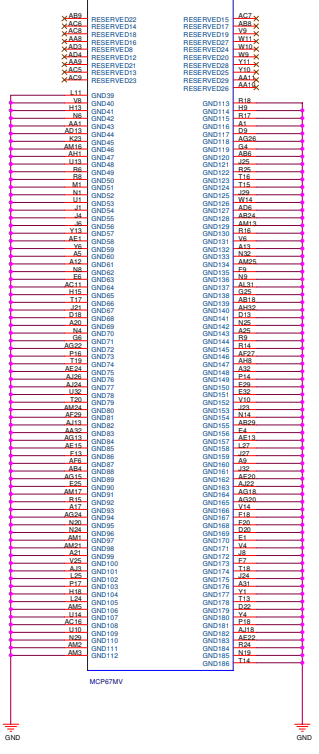 AB9 RESERVED22
AC6 RESERVED14
AC8 RESERVED18
AA8 RESERVED16
AD3 RESERVED8
AD4 RESERVED12
AA9 RESERVED21
AC5 RESERVED13
AC9 RESERVED23
L11 GND39
V8 GND40
H13 GND41
N6 GND42
AA1 GND43
AD13 GND44
K23 GND45
AM16 GND46
AH1 GND47
U13 GND48
R6 GND49
R8 GND50
M1 GND51
N1 GND52
U1 GND53
J1 GND54
J4 GND55
J6 GND56
Y13 GND57
AE1 GND58
Y6 GND59
A5 GND60
A12 GND61
N8 GND62
E6 GND63
AC11 GND64
H15 GND65
T17 GND66
J21 GND67
D18 GND68
A20 GND69
N4 GND70
G6 GND71
AG22 GND72
P16 GND73
T19 GND74
AE24 GND75
AJ26 GND76
AJ24 GND77
U32 GND78
T20 GND79
AM24 GND80
AF29 GND81
AJ13 GND82
AA32 GND83
AG13 GND84
AE15 GND85
F13 GND86
AF6 GND87
AB4 GND88
AG15 GND89
E25 GND90
AM17 GND91
R15 GND92
A17 GND93
AG24 GND94
N20 GND95
N24 GND96
AM1 GND97
AM21 GND98
A21 GND99
V25 GND100
AJ3 GND101
L25 GND102
P17 GND103
H18 GND104
L24 GND105
AM5 GND106
U14 GND107
AC16 GND108
U10 GND109
N29 GND110
AM2 GND111
AM3 GND112
RESERVED15 AC7
RESERVED17 AB8
RESERVED19 V9
RESERVED27 W11
RESERVED24 W10
RESERVED20 W9
RESERVED28 Y11
RESERVED25 Y10
RESERVED29 AA11
RESERVED26 AA10
GND113 R18
GND114 H9
GND115 R17
GND116 A1
GND117 D9
GND118 AG26
GND119 G4
GND120 AB6
GND121 J25
GND122 R25
GND123 T16
GND124 T15
GND125 J29
GND126 W14
GND127 AD6
GND128 AB24
GND129 AM13
GND130 R16
GND131 V6
GND132 A13
GND133 N32
GND134 AM25
GND135 F9
GND136 N9
GND137 AL31
GND138 G25
GND139 AB18
GND140 AH32
GND141 D13
GND142 N25
GND143 A25
GND144 R9
GND145 R14
GND146 AF27
GND147 AH8
GND148 A32
GND149 P14
GND150 E29
GND151 E32
GND152 V10
GND153 J23
GND154 N14
GND155 AB29
GND156 E4
GND157 AE13
GND158 L27
GND159 J27
GND160 A9
GND161 J32
GND162 AE20
GND163 AJ22
GND164 AG18
GND165 AG20
GND166 V14
GND167 F18
GND168 F20
GND169 D20
GND170 E1
GND171 V4
GND172 J8
GND173 F7
GND174 T18
GND175 J24
GND176 A31
GND177 Y1
GND178 T13
GND179 D22
GND180 Y4
GND181 P18
GND182 AJ18
GND183 AE22
GND184 R24
GND185 N19
GND186 T14
MCP67MV
GND
GND